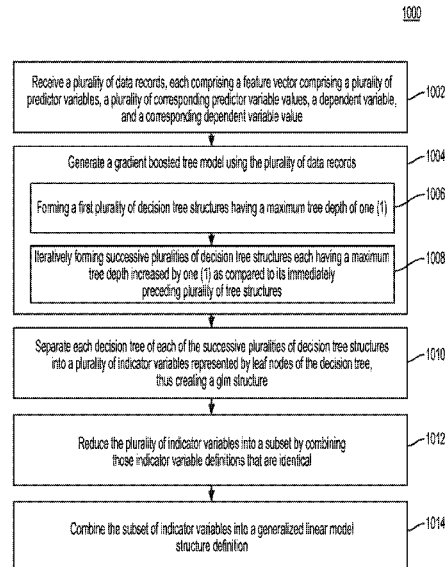 1000
Receive a plurality of data records, each comprising a feature vector comprising a plurality of
predictor variables, a plurality of corresponding predictor variable values, a dependent variable,
and a corresponding dependent variable value
1002
Generate a gradient boosted tree model using the plurality of data records
1004
Forming a first plurality of decision tree structures having a maximum tree depth of one (1)
1006
Iteratively forming successive pluralities of decision tree structures each having a maximum
tree depth increased by one (1) as compared to its immediately
preceding plurality of tree structures
1008
Separate each decision tree of each of the successive pluralities of decision tree structures
into a plurality of indicator variables represented by leaf nodes of the decision tree,
thus creating a glm structure
1010
Reduce the plurality of indicator variables into a subset by combining
those indicator variable definitions that are identical
1012
Combine the subset of indicator variables into a generalized linear model
structure definition
1014